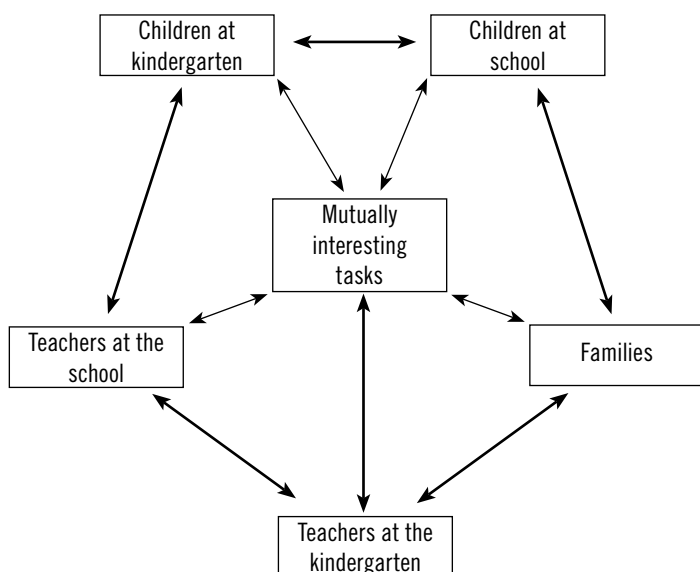 Children at
kindergarten
Children at
school
Mutually
interesting
tasks
Teachers at the
school
Families
Teachers at the
kindergarten